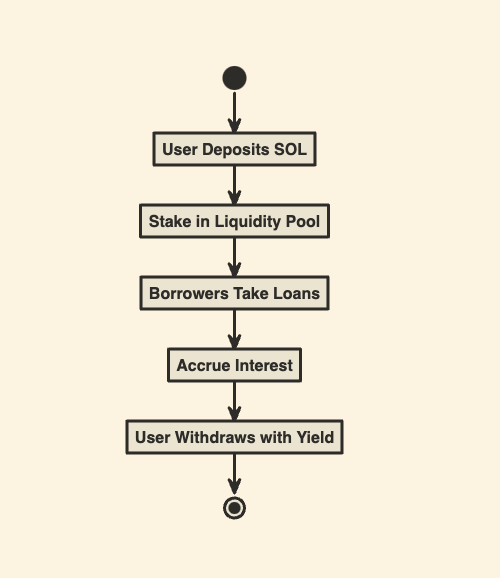 User Deposits SOL
Stake in Liquidity Pool
Borrowers Take Loans
Accrue Interest
User Withdraws with Yield